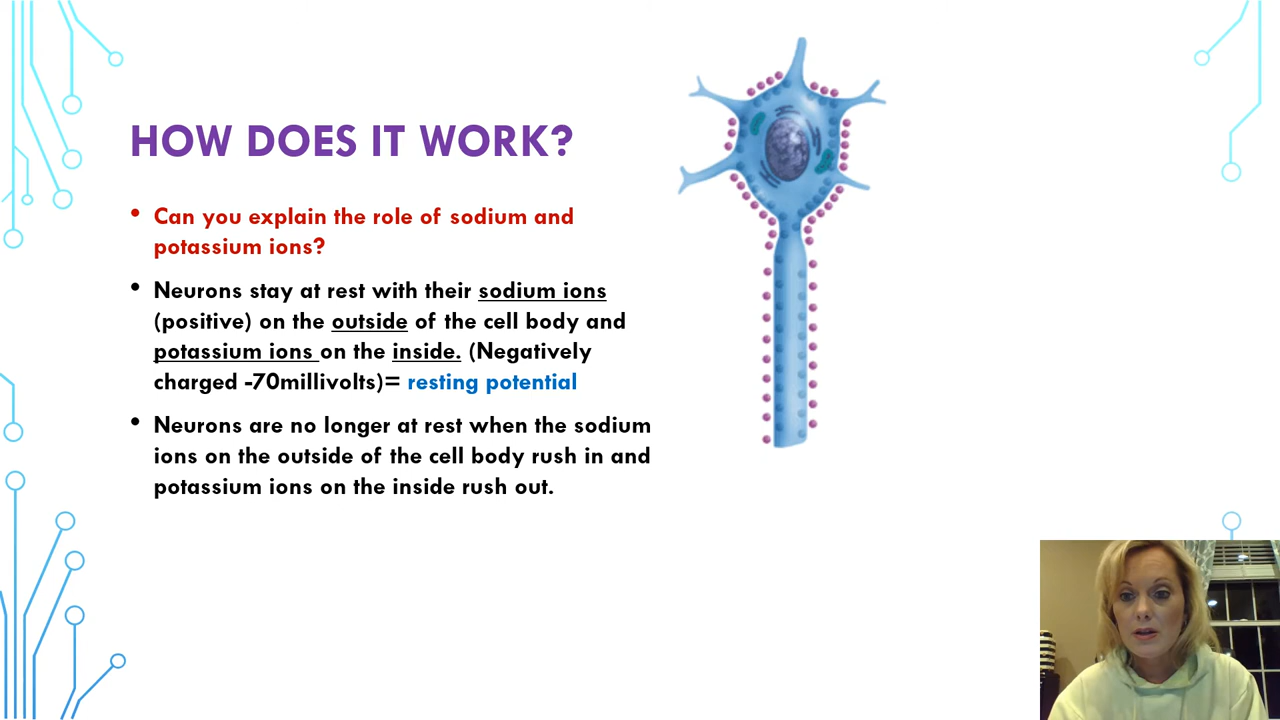 HOW DOES IT WORK?
• Can you explain the role of sodium and
potassium ions?
• Neurons stay at rest with their sodium ions
(positive) on the outside of the cell body and
potassium ions on the inside. (Negatively
charged -70millivolts)= resting potential
• Neurons are no longer at rest when the sodium
ions on the outside of the cell body rush in and
potassium ions on the inside rush out.